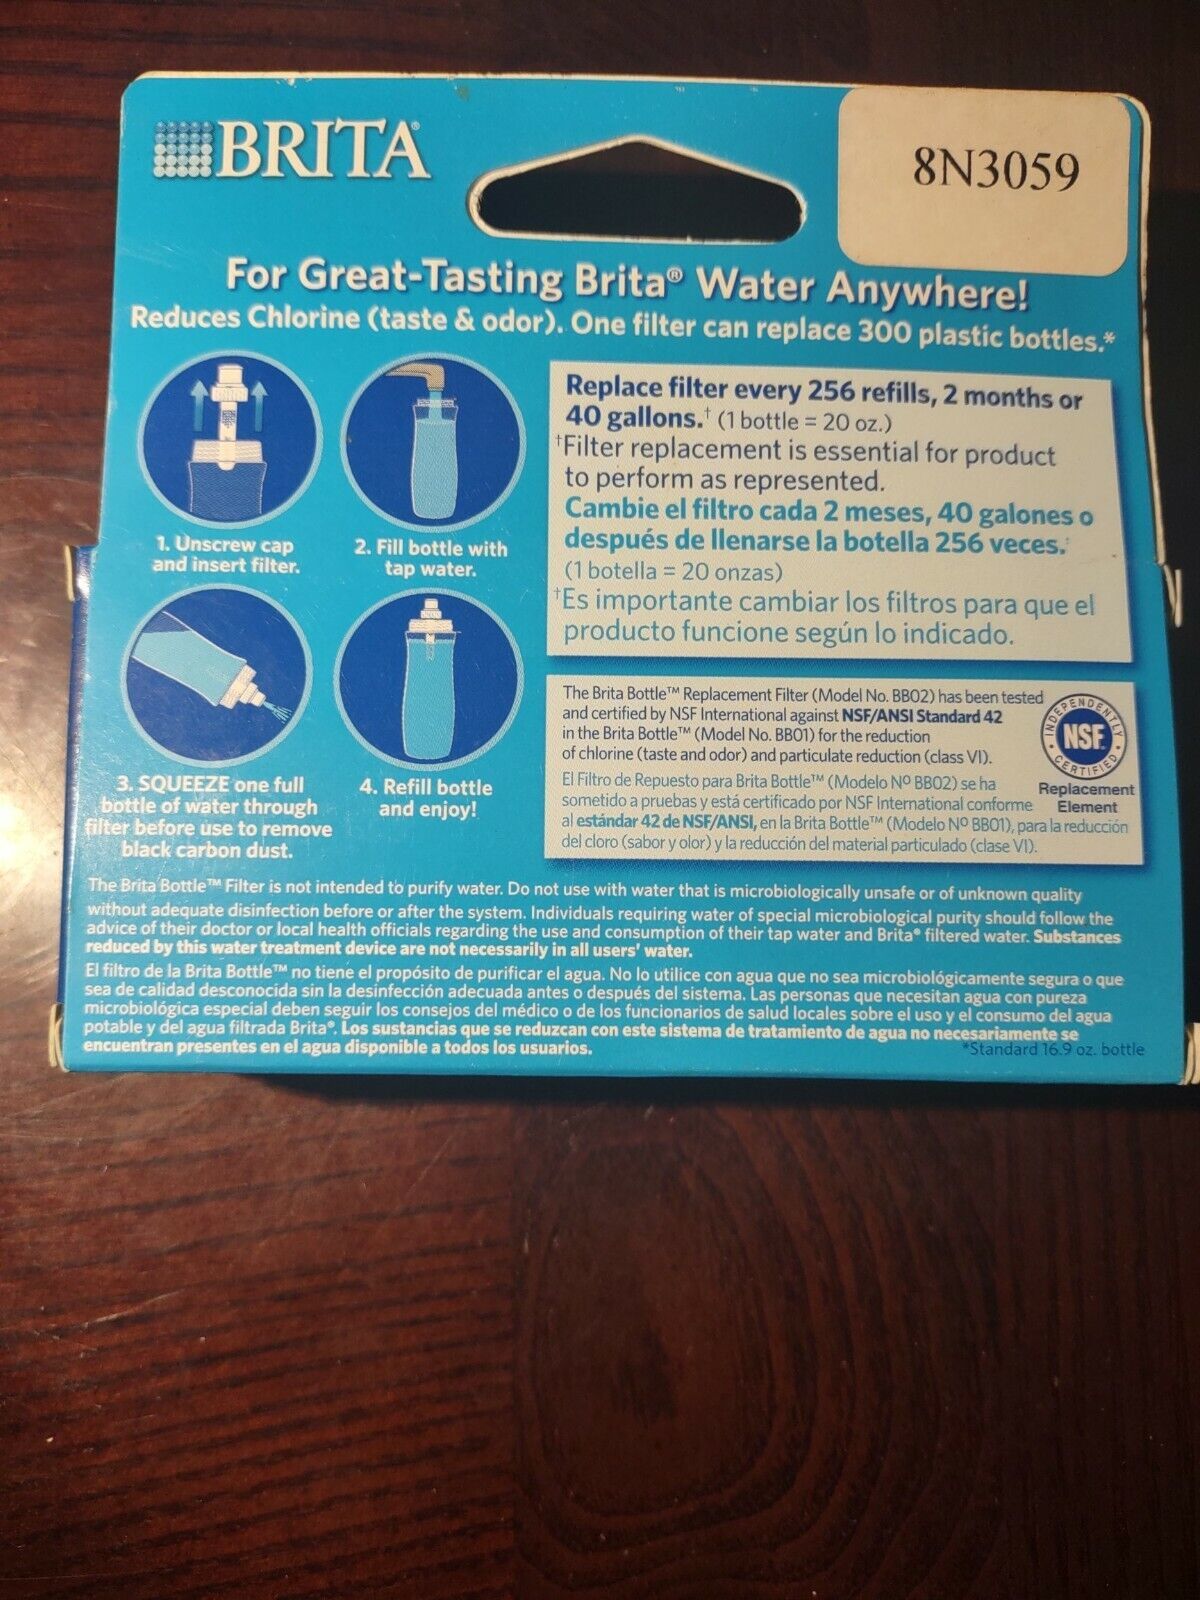 BRITA®
8N3059
For Great-Tasting Brita® Water Anywhere!
Reduces Chlorine (taste & odor). One filter can replace 300 plastic bottles.*
1. Unscrew cap
and insert filter.
2. Fill bottle with
tap water.
3. SQUEEZE one full
bottle of water through
filter before use to remove
black carbon dust.
4. Refill bottle
and enjoy!
Replace filter every 256 refills, 2 months or
40 gallons.† (1 bottle = 20 oz.)
†Filter replacement is essential for product
to perform as represented.
Cambie el filtro cada 2 meses, 40 galones o
después de llenarse la botella 256 veces.†
(1 botella = 20 onzas)
†Es importante cambiar los filtros para que el
producto funcione según lo indicado.
The Brita Bottle™ Replacement Filter (Model No. BB02) has been tested
and certified by NSF International against NSF/ANSI Standard 42
in the Brita Bottle™ (Model No. BB01) for the reduction
of chlorine (taste and odor) and particulate reduction (class VI).
El Filtro de Repuesto para Brita Bottle™ (Modelo Nº BB02) se ha
sometido a pruebas y está certificado por NSF International conforme
al estándar 42 de NSF/ANSI, en la Brita Bottle™ (Modelo Nº BB01), para la reducción
del cloro (sabor y olor) y la reducción del material particulado (clase VI).
INDEPENDENTLY
NSF
CERTIFIED
Replacement
Element
The Brita Bottle™ Filter is not intended to purify water. Do not use with water that is microbiologically unsafe or of unknown quality
without adequate disinfection before or after the system. Individuals requiring water of special microbiological purity should follow the
advice of their doctor or local health officials regarding the use and consumption of their tap water and Brita® filtered water. Substances
reduced by this water treatment device are not necessarily in all users' water.
El filtro de la Brita Bottle™ no tiene el propósito de purificar el agua. No lo utilice con agua que no sea microbiológicamente segura o que
sea de calidad desconocida sin la desinfección adecuada antes o después del sistema. Las personas que necesitan agua con pureza
microbiológica especial deben seguir los consejos del médico o de los funcionarios de salud locales sobre el uso y el consumo del agua
potable y del agua filtrada Brita®. Los sustancias que se reduzcan con este sistema de tratamiento de agua no necesariamente se
encuentran presentes en el agua disponible a todos los usuarios.
*Standard 16.9 oz. bottle